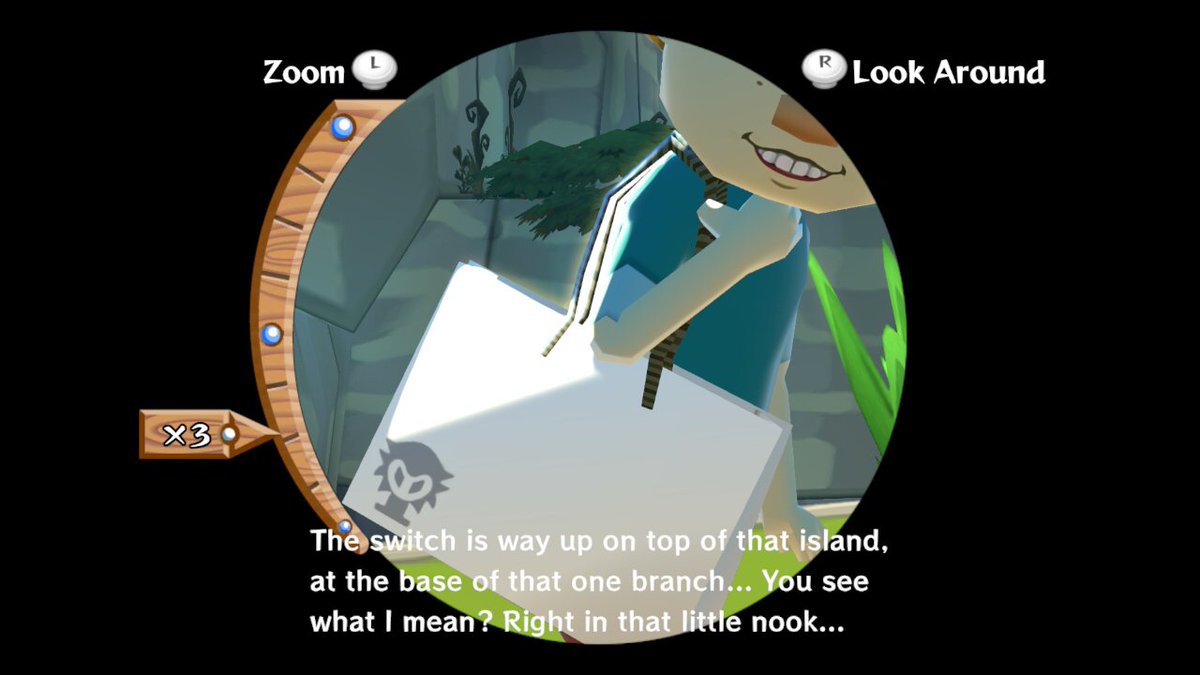 Zoom L
R Look Around
×3
The switch is way up on top of that island,
at the base of that one branch... You see
what I mean? Right in that little nook...